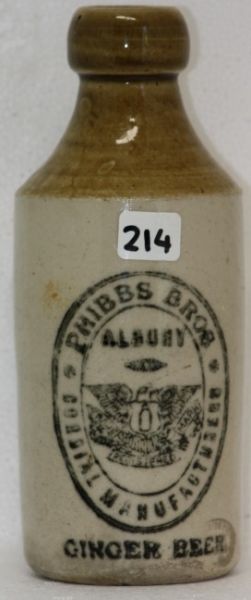 214
PHIBBS BROS
ALBURY
CORDIAL MANUFACTURERS
GINGER BEER